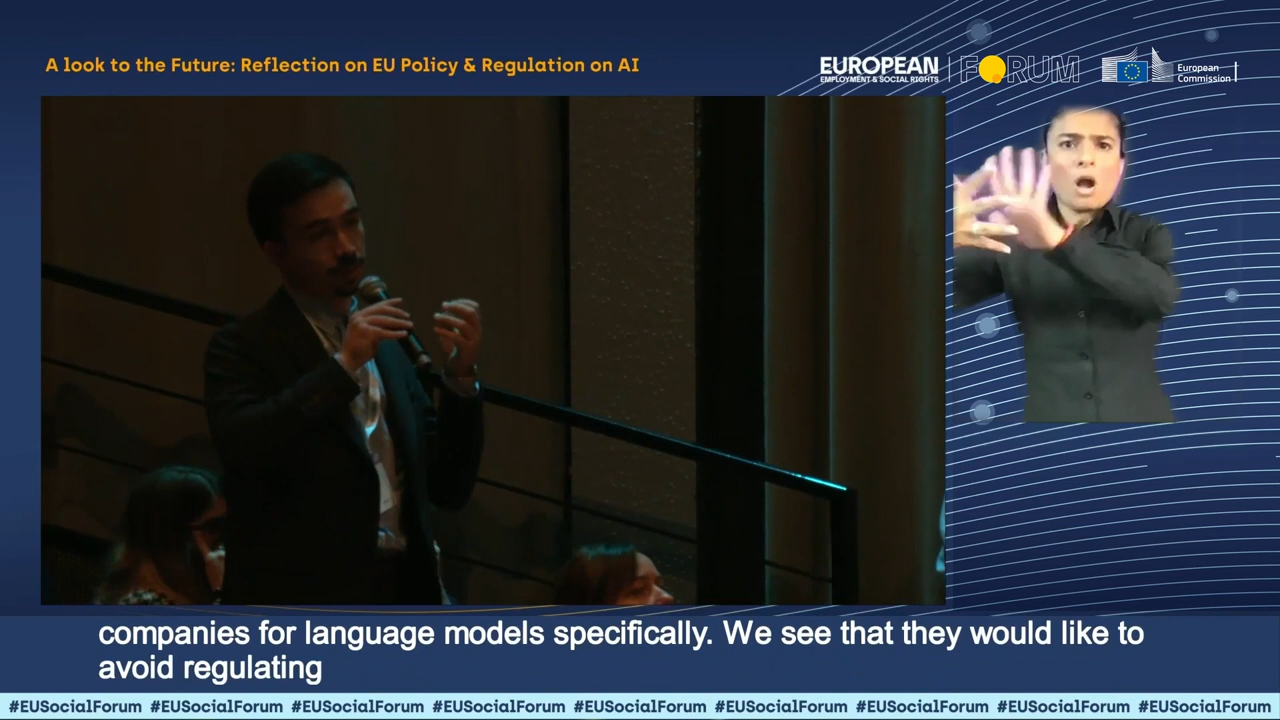 A look to the Future: Reflection on EU Policy & Regulation on AI
EUROPEAN
EMPLOYMENT & SOCIAL RIGHTS
FORUM
European
Commission
companies for language models specifically. We see that they would like to
avoid regulating
#EUSocialForum #EUSocialForum #EUSocialForum #EUSocialForum #EUSocialForum #EUSocialForum #EUSocialForum #EUSocialForum #EUSocialForum